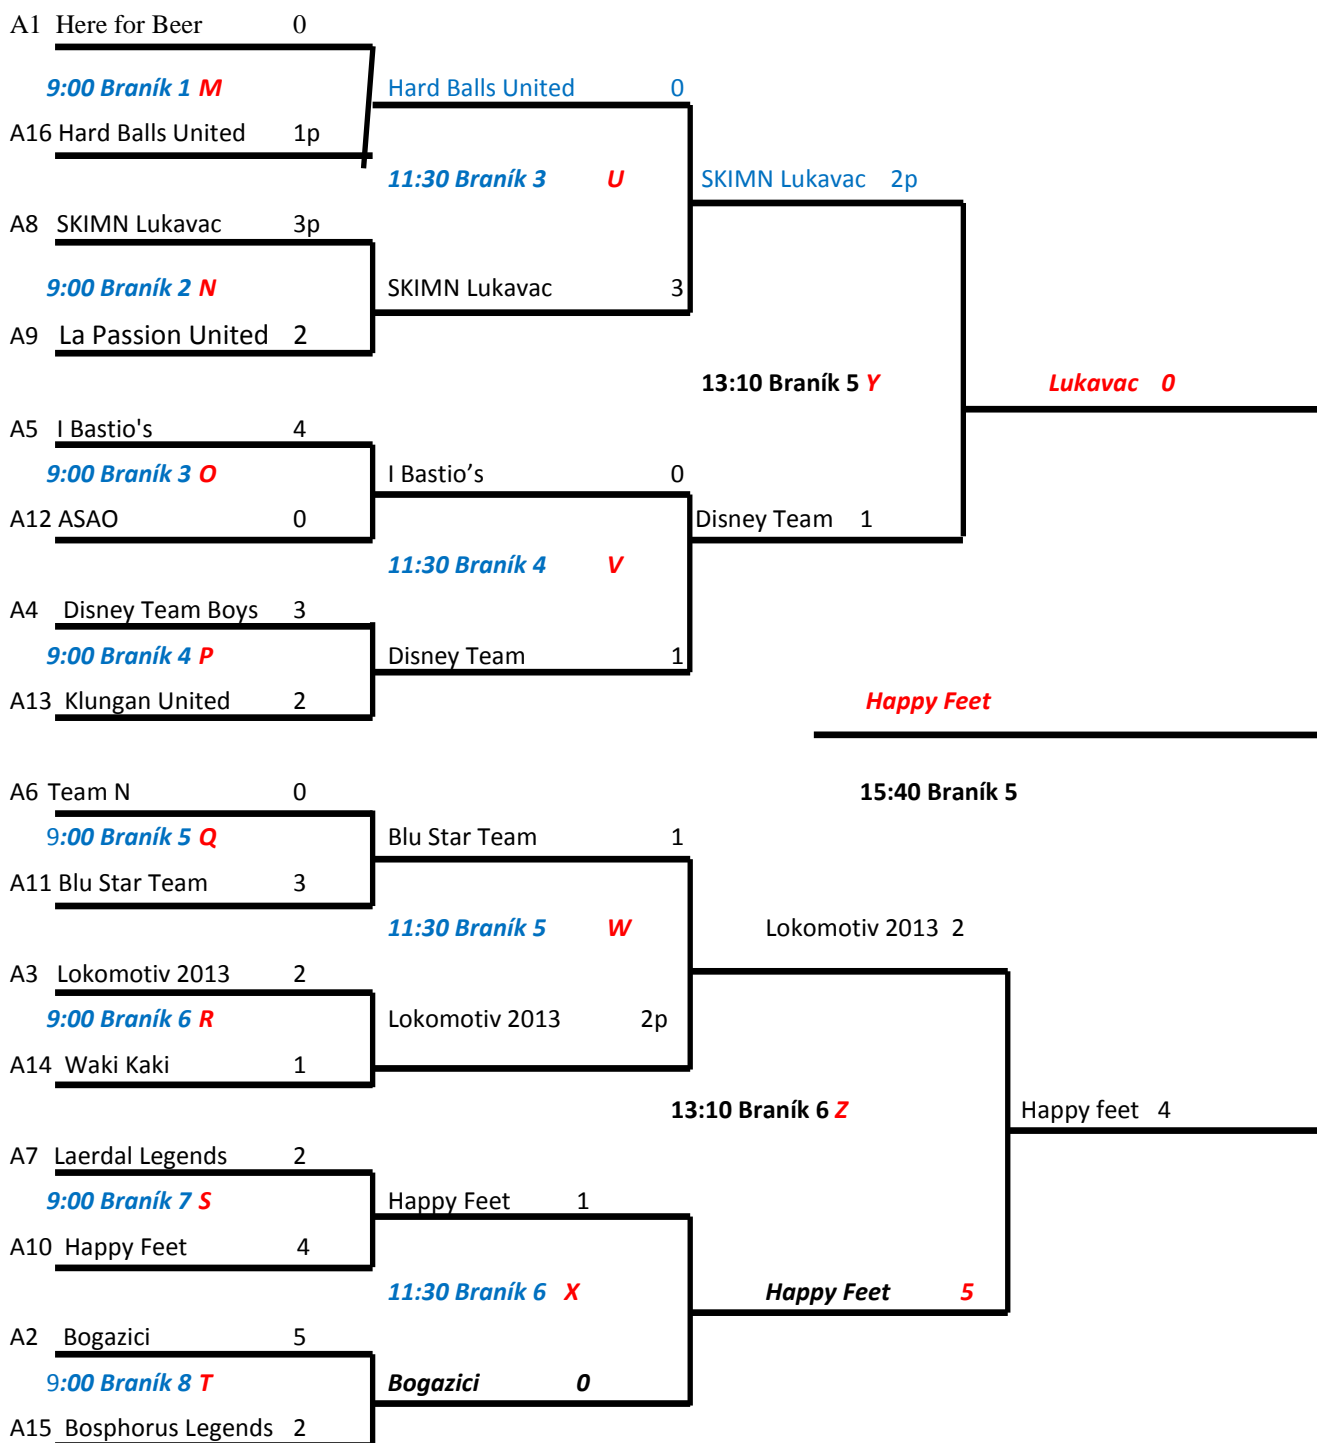 A1 Here for Beer 0
9:00 Braník 1 M
Hard Balls United 0
A16 Hard Balls United 1p
11:30 Braník 3 U
SKIMN Lukavac 2p
A8 SKIMN Lukavac 3p
9:00 Braník 2 N
SKIMN Lukavac 3
A9 La Passion United 2
13:10 Braník 5 Y
Lukavac 0
A5 I Bastio's 4
9:00 Braník 3 O
I Bastio’s 0
A12 ASAO 0
Disney Team 1
11:30 Braník 4 V
A4 Disney Team Boys 3
9:00 Braník 4 P
Disney Team 1
A13 Klungan United 2
Happy Feet
A6 Team N 0
15:40 Braník 5
9:00 Braník 5 Q
Blu Star Team 1
A11 Blu Star Team 3
11:30 Braník 5 W
Lokomotiv 2013 2
A3 Lokomotiv 2013 2
9:00 Braník 6 R
Lokomotiv 2013 2p
A14 Waki Kaki 1
13:10 Braník 6 Z
Happy feet 4
A7 Laerdal Legends 2
9:00 Braník 7 S
Happy Feet 1
A10 Happy Feet 4
11:30 Braník 6 X
Happy Feet 5
A2 Bogazici 5
9:00 Braník 8 T
Bogazici 0
A15 Bosphorus Legends 2